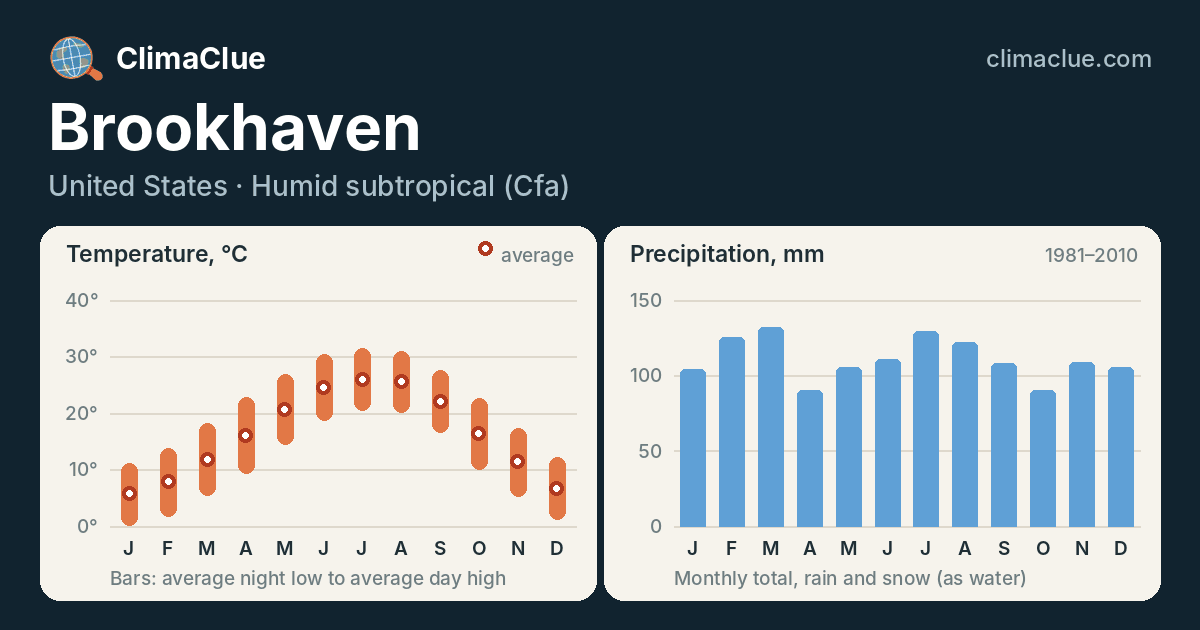 ClimaClue
climaclue.com
Brookhaven
United States · Humid subtropical (Cfa)
Temperature, °C
average
40°
30°
20°
10°
0°
J F M A M J J A S O N D
Bars: average night low to average day high
Precipitation, mm
1981–2010
150
100
50
0
J F M A M J J A S O N D
Monthly total, rain and snow (as water)